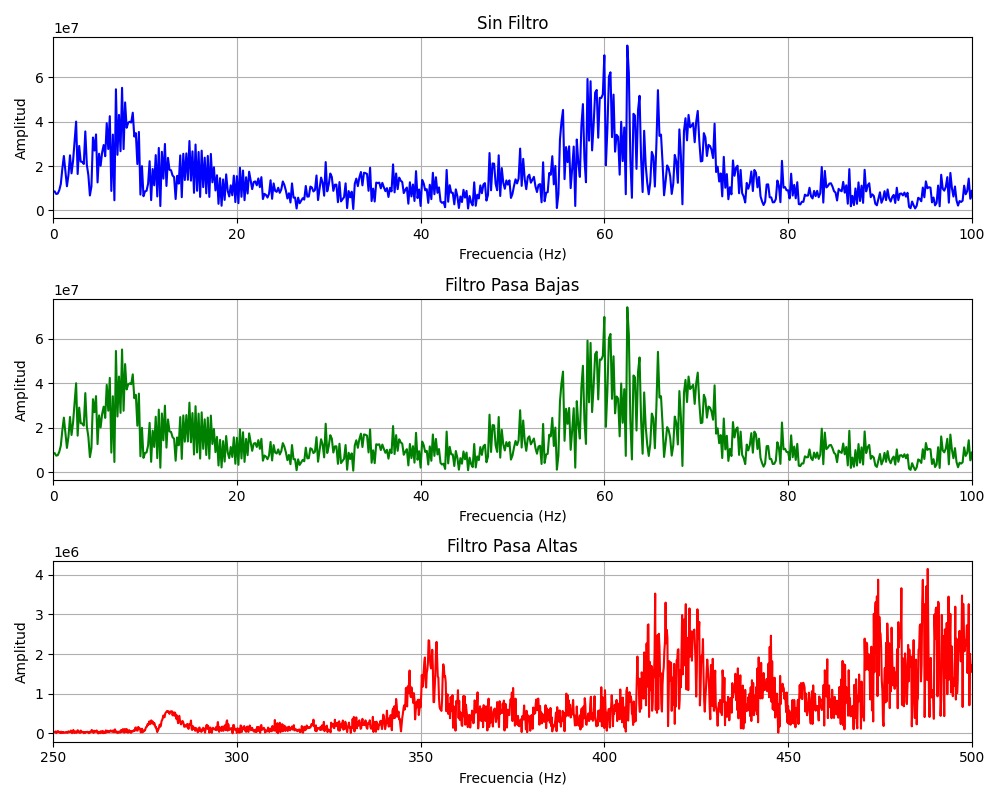 Sin Filtro
1e7
Amplitud
6
4
2
0
0 20 40 60 80 100
Frecuencia (Hz)
Filtro Pasa Bajas
1e7
Amplitud
6
4
2
0
0 20 40 60 80 100
Frecuencia (Hz)
Filtro Pasa Altas
1e6
Amplitud
4
3
2
1
0
250 300 350 400 450 500
Frecuencia (Hz)